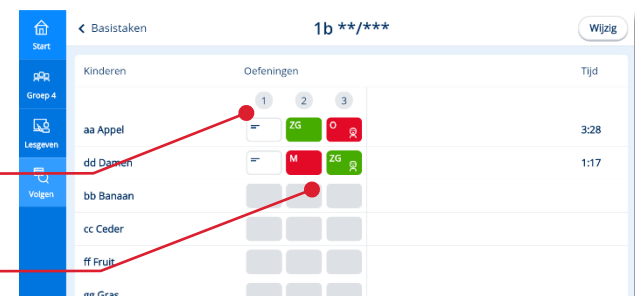 Start
Groep 4
Lesgeven
Volgen
Basistaken
1b **/***
Wijzig
Kinderen Oefeningen Tijd
1 2 3
aa Appel ZG O 3:28
dd Damen M ZG 1:17
bb Banaan
cc Ceder
ff Fruit
gg Gras